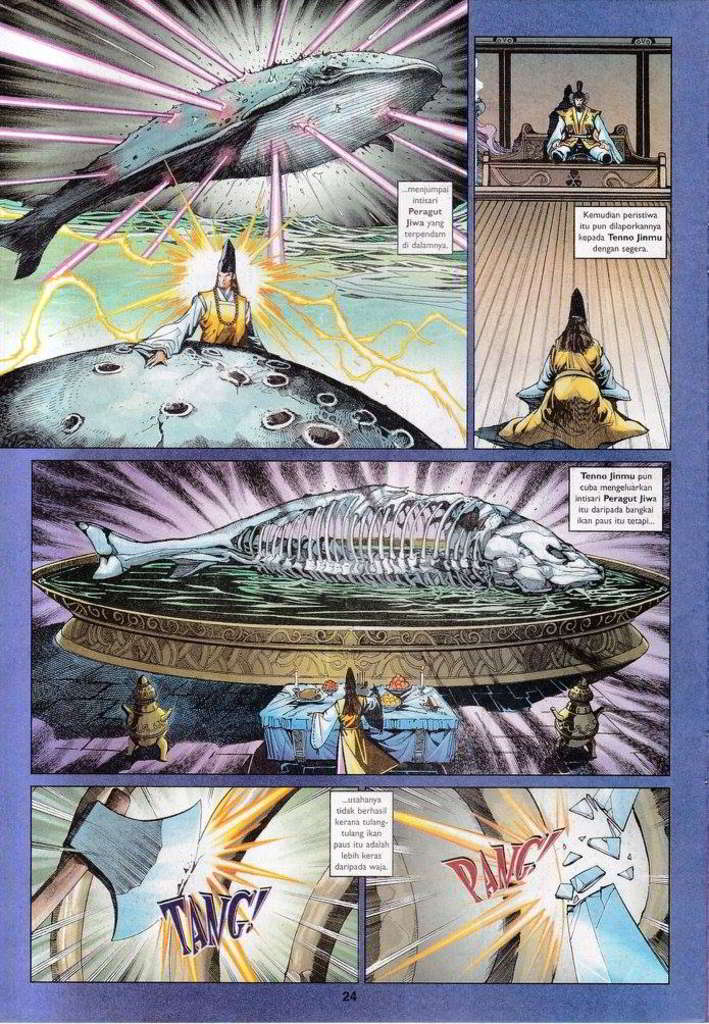 ...menjumpai
intisari
Peragut
Jiwa yang
terpendam
di dalamnya.
Kemudian peristiwa
itu pun dilaporkannya
kepada Tenno Jinmu
dengan segera.
Tenno Jinmu pun
cuba mengeluarkan
intisari Peragut Jiwa
itu daripada bangkai
ikan paus itu tetapi...
...usahanya
tidak berhasil
kerana tulang-
tulang ikan
paus itu adalah
lebih keras
daripada waja.
TANG!
PANG!
24